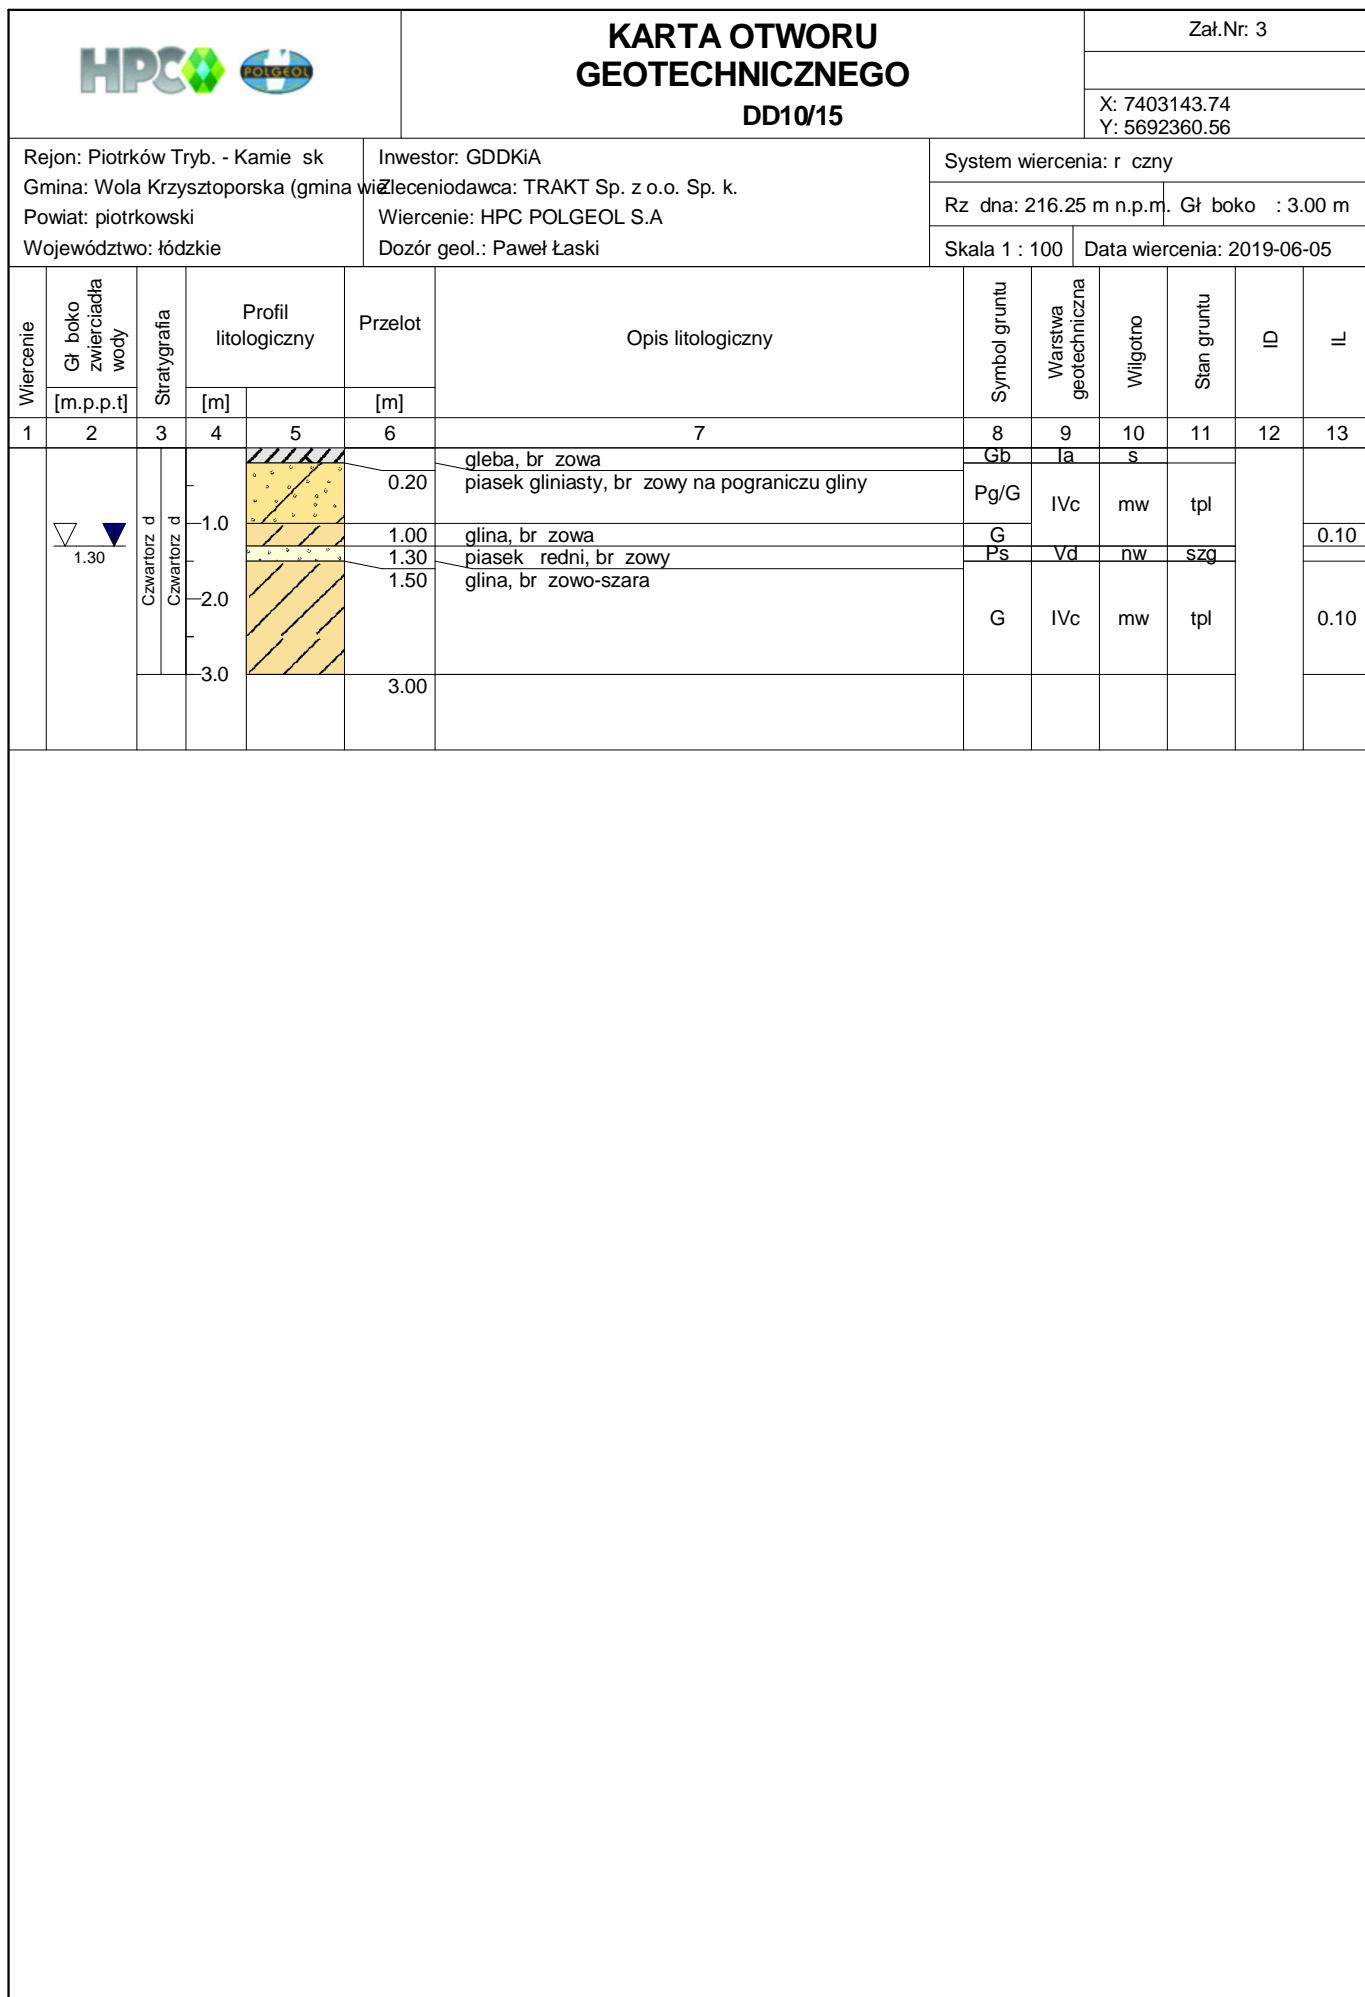 HPC POLGEOL
KARTA OTWORU
GEOTECHNICZNEGO
DD10/15
Zał.Nr: 3
X: 7403143.74
Y: 5692360.56
Rejon: Piotrków Tryb. - Kamie sk
Gmina: Wola Krzysztoporska (gmina wie
Powiat: piotrkowski
Województwo: łódzkie
Inwestor: GDDKiA
Zleceniodawca: TRAKT Sp. z o.o. Sp. k.
Wiercenie: HPC POLGEOL S.A
Dozór geol.: Paweł Łaski
System wiercenia: r czny
Rz dna: 216.25 m n.p.m. Gł boko : 3.00 m
Skala 1 : 100 Data wiercenia: 2019-06-05
Wiercenie
Gł boko
zwierciadła
wody
[m.p.p.t]
Stratygrafia
Profil
litologiczny
[m]
Przelot
[m]
Opis litologiczny
Symbol gruntu
Warstwa
geotechniczna
Wilgotno
Stan gruntu
ID
IL
1 2 3 4 5 6 7 8 9 10 11 12 13
gleba, br zowa Gb Ia s
0.20 piasek gliniasty, br zowy na pograniczu gliny Pg/G IVc mw tpl
1.0
1.00 glina, br zowa G 0.10
1.30
1.30 piasek redni, br zowy Ps Vd nw szg
1.50 glina, br zowo-szara
Czwartorz d
Czwartorz d
2.0
G IVc mw tpl 0.10
3.0
3.00